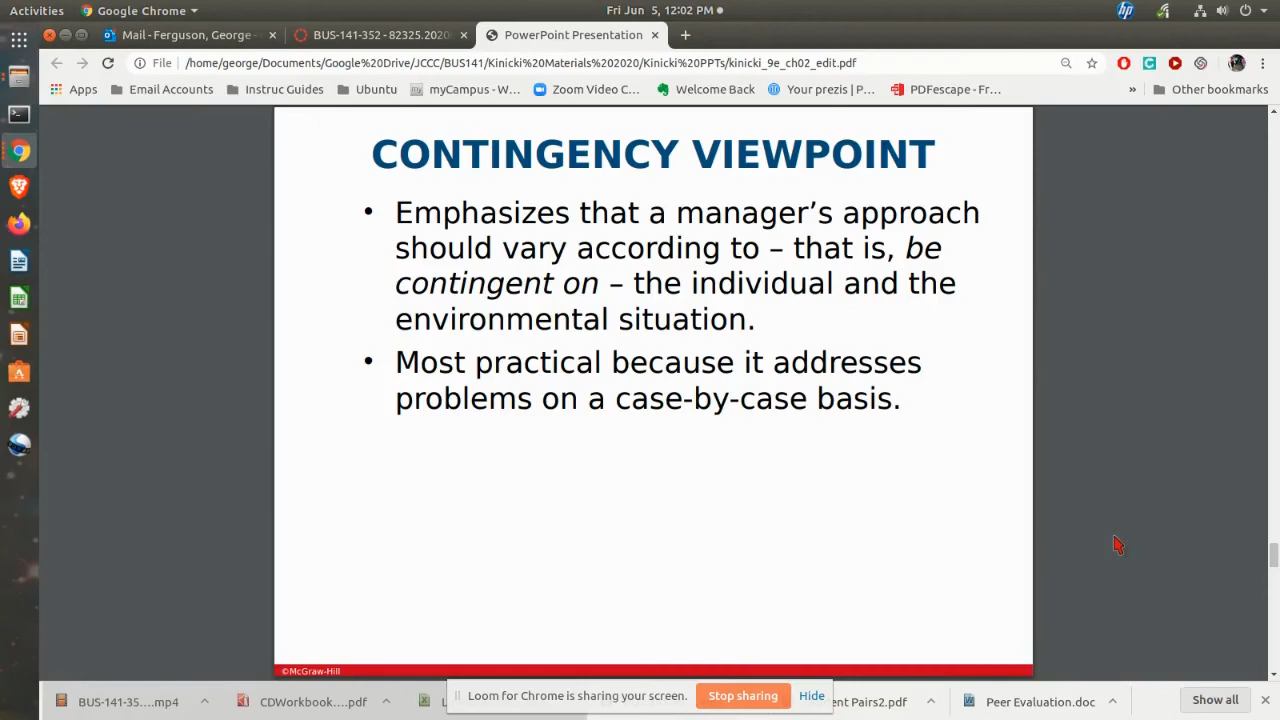 Activities
Google Chrome
Fri Jun 5, 12:02 PM
Mail - Ferguson, George -
BUS-141-352 - 82325.2020
PowerPoint Presentation
File
/home/george/Documents/Google%20Drive/JCCC/BUS141/Kinicki%20Materials%202020/Kinicki%20PPTs/kinicki_9e_ch02_edit.pdf
Apps
Email Accounts
Instruc Guides
Ubuntu
myCampus - W...
Zoom Video C...
Welcome Back
Your prezis | P...
PDFescape - Fr...
»
Other bookmarks
CONTINGENCY VIEWPOINT
• Emphasizes that a manager’s approach
should vary according to – that is, be
contingent on – the individual and the
environmental situation.
• Most practical because it addresses
problems on a case-by-case basis.
©McGraw-Hill
BUS-141-35....mp4
CDWorkbook....pdf
Loom for Chrome is sharing your screen.
Stop sharing
Hide
Pairs2.pdf
Peer Evaluation.doc
Show all